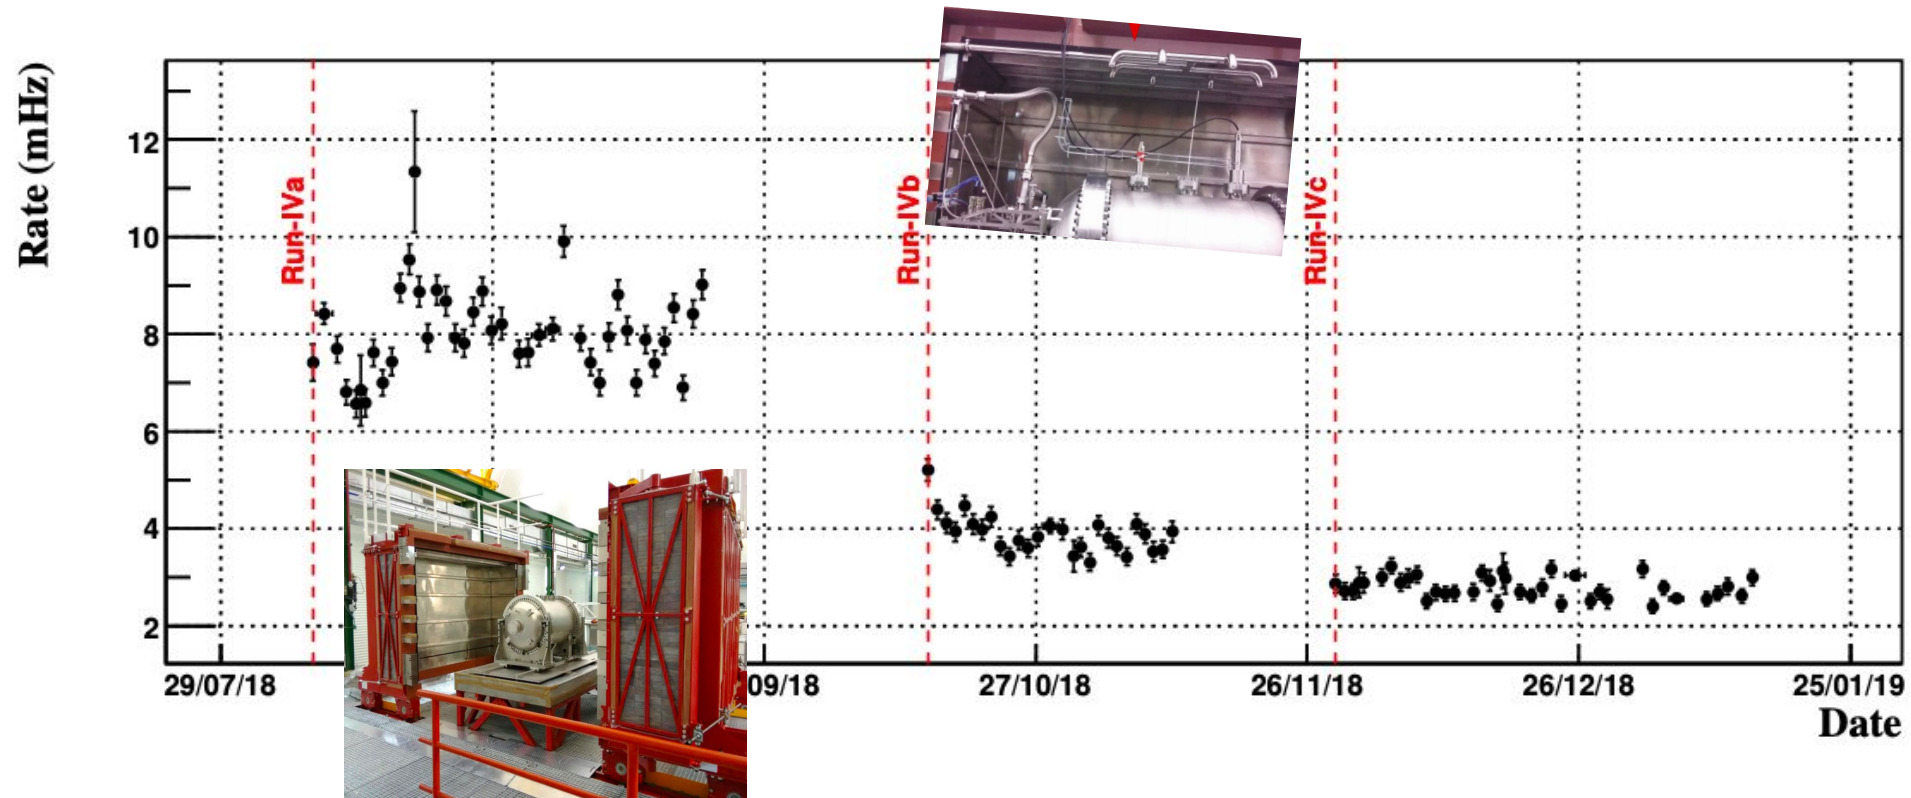 Rate (mHz)
12
10
8
6
4
2
Run-IVa
Run-IVb
Run-IVc
29/07/18
09/18
27/10/18
26/11/18
26/12/18
25/01/19
Date